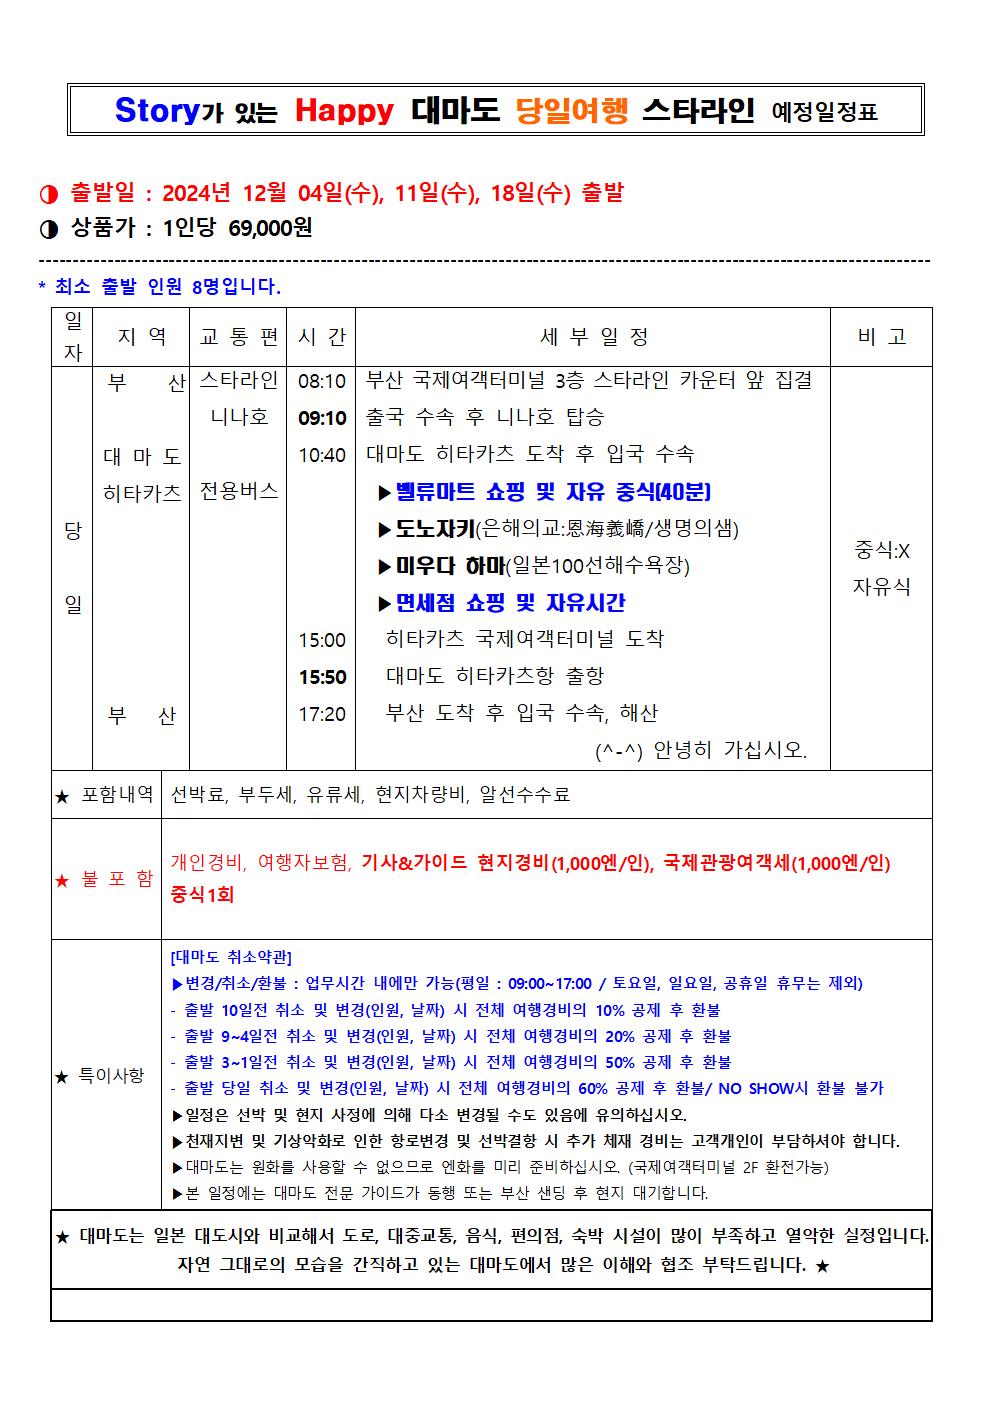 Story가 있는 Happy 대마도 당일여행 스타라인 예정일정표
◑ 출발일 : 2024년 12월 04일(수), 11일(수), 18일(수) 출발
◑ 상품가 : 1인당 69,000원
* 최소 출발 인원 8명입니다.
일자 지 역 교 통 편 시 간 세 부 일 정 비 고
부 산 스타라인 08:10 부산 국제여객터미널 3층 스타라인 카운터 앞 집결
니나호 09:10 출국 수속 후 니나호 탑승
대 마 도 10:40 대마도 히타카츠 도착 후 입국 수속
히타카츠 전용버스 ▶벨류마트 쇼핑 및 자유 중식(40분)
당 ▶도노자키(은해의교:恩海義嶠/생명의샘)
중식:X
▶미우다 하마(일본100선해수욕장)
자유식
일 ▶면세점 쇼핑 및 자유시간
15:00 히타카츠 국제여객터미널 도착
15:50 대마도 히타카츠항 출항
부 산 17:20 부산 도착 후 입국 수속, 해산
(^-^) 안녕히 가십시오.
★ 포함내역 선박료, 부두세, 유류세, 현지차량비, 알선수수료
★ 불 포 함 개인경비, 여행자보험, 기사&가이드 현지경비(1,000엔/인), 국제관광여객세(1,000엔/인)
중식1회
[대마도 취소약관]
▶변경/취소/환불 : 업무시간 내에만 가능(평일 : 09:00~17:00 / 토요일, 일요일, 공휴일 휴무는 제외)
- 출발 10일전 취소 및 변경(인원, 날짜) 시 전체 여행경비의 10% 공제 후 환불
- 출발 9~4일전 취소 및 변경(인원, 날짜) 시 전체 여행경비의 20% 공제 후 환불
- 출발 3~1일전 취소 및 변경(인원, 날짜) 시 전체 여행경비의 50% 공제 후 환불
★ 특이사항
- 출발 당일 취소 및 변경(인원, 날짜) 시 전체 여행경비의 60% 공제 후 환불/ NO SHOW시 환불 불가
▶일정은 선박 및 현지 사정에 의해 다소 변경될 수도 있음에 유의하십시오.
▶천재지변 및 기상악화로 인한 항로변경 및 선박결항 시 추가 체재 경비는 고객개인이 부담하셔야 합니다.
▶대마도는 원화를 사용할 수 없으므로 엔화를 미리 준비하십시오. (국제여객터미널 2F 환전가능)
▶본 일정에는 대마도 전문 가이드가 동행 또는 부산 샌딩 후 현지 대기합니다.
★ 대마도는 일본 대도시와 비교해서 도로, 대중교통, 음식, 편의점, 숙박 시설이 많이 부족하고 열악한 실정입니다.
자연 그대로의 모습을 간직하고 있는 대마도에서 많은 이해와 협조 부탁드립니다. ★